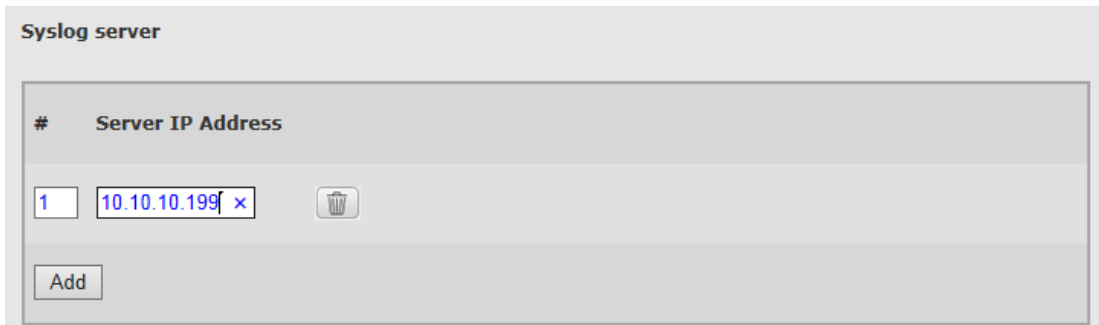 Syslog server
# Server IP Address
1 10.10.10.199 ×
Add